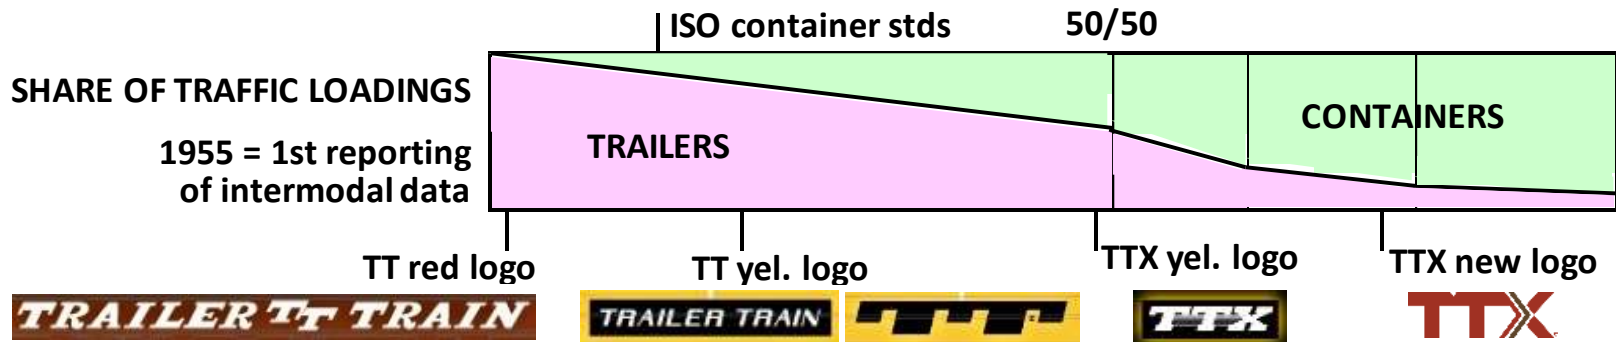 ISO container stds 50/50
SHARE OF TRAFFIC LOADINGS
1955 = 1st reporting
of intermodal data
TRAILERS
CONTAINERS
TT red logo
TT yel. logo
TTX yel. logo
TTX new logo
TRAILER TT TRAIN
TRAILER TRAIN
TTX
TTX